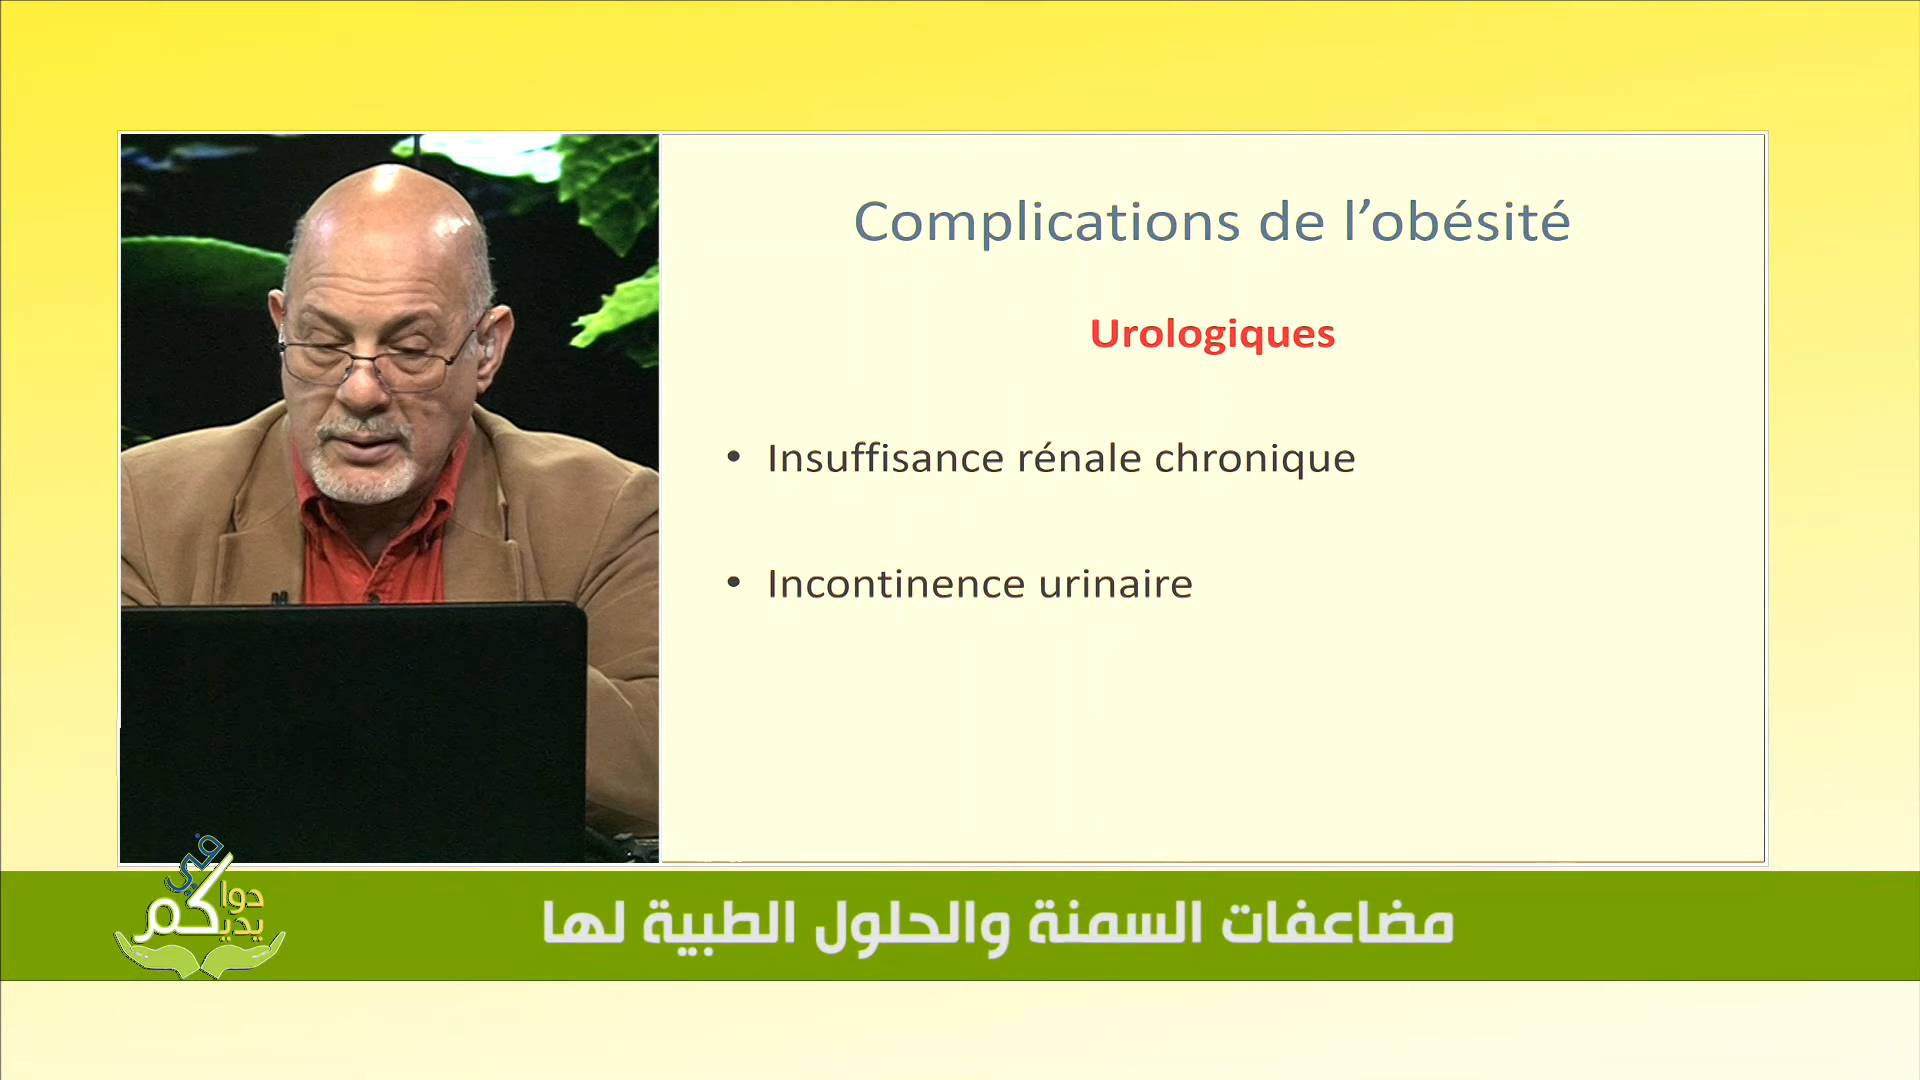 Complications de l’obésité
Urologiques
• Insuffisance rénale chronique
• Incontinence urinaire
مضاعفات السمنة والحلول الطبية لها
دواكم في يديكم